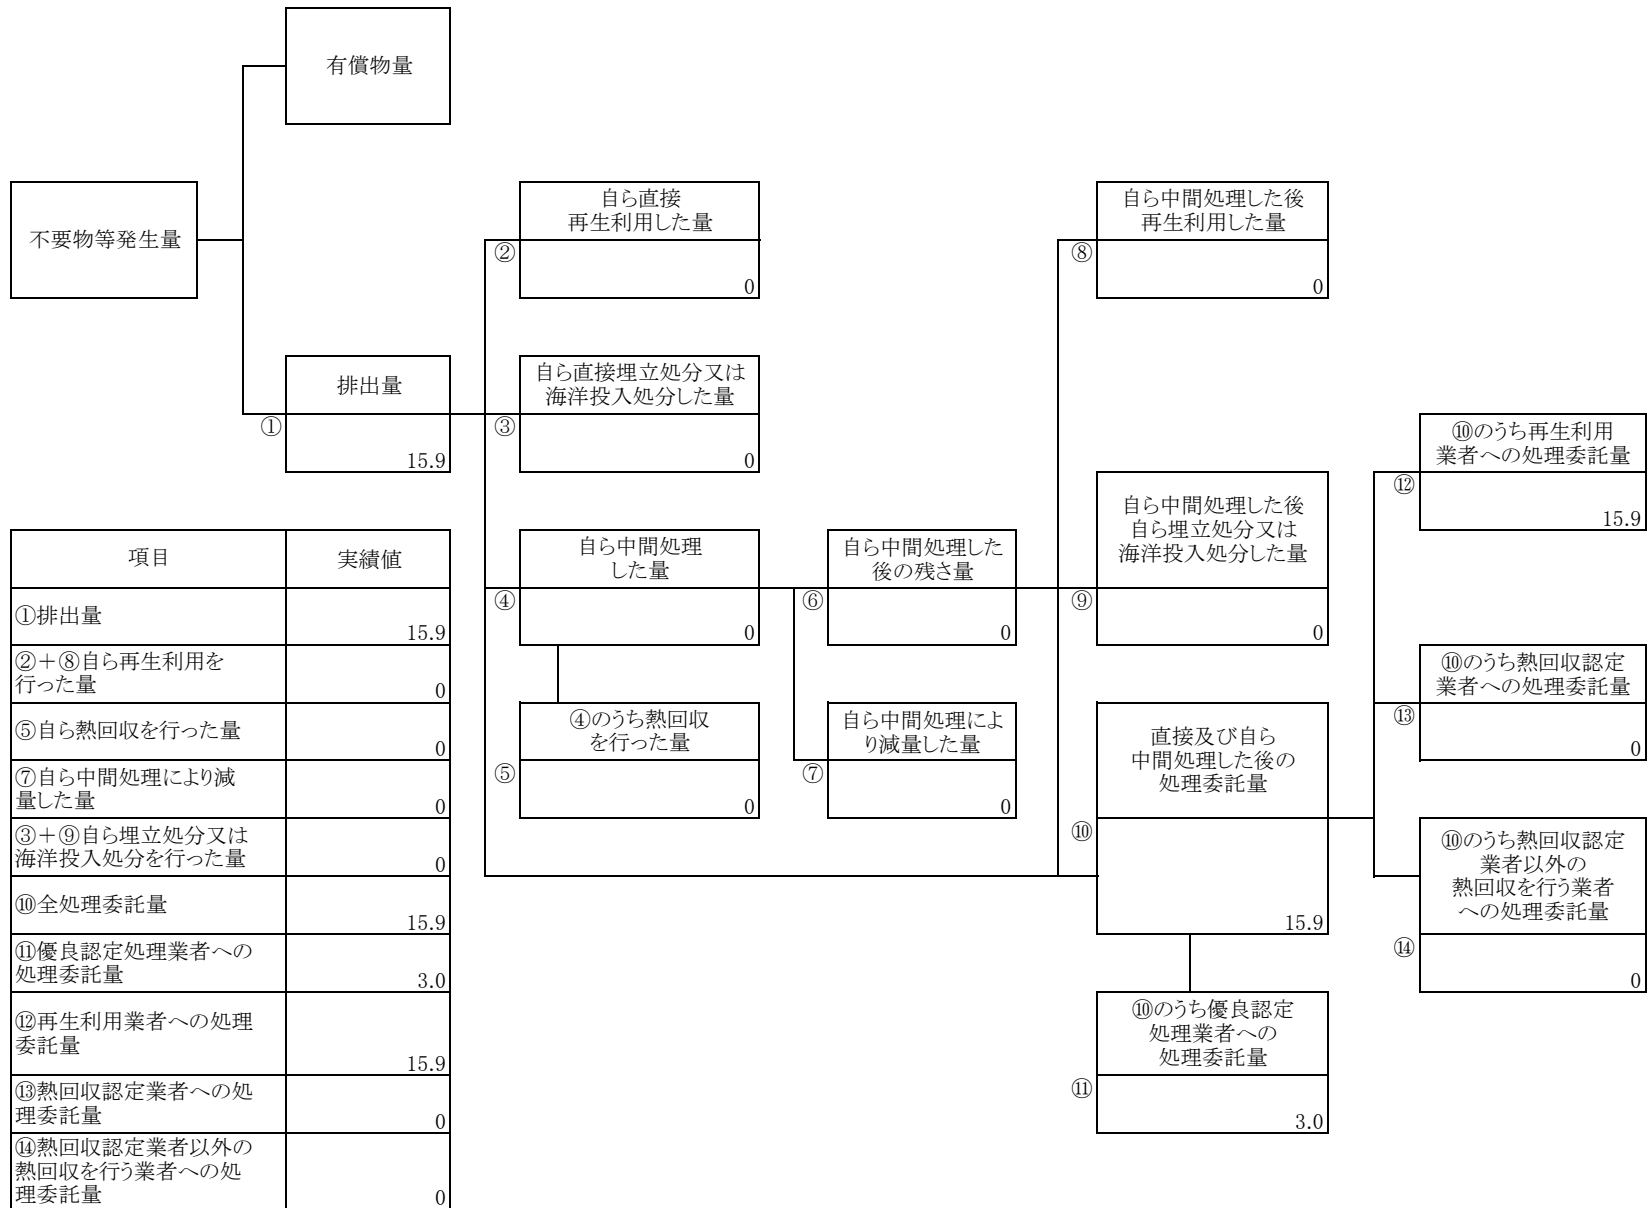 有償物量
不要物等発生量
自ら直接
再生利用した量
②
0
自ら中間処理した後
再生利用した量
⑧
0
排出量
①
15.9
自ら直接埋立処分又は
海洋投入処分した量
③
0
⑩のうち再生利用
業者への処理委託量
⑫
15.9
自ら中間処理
した量
④
0
自ら中間処理した
後の残さ量
⑥
0
自ら中間処理した後
自ら埋立処分又は
海洋投入処分した量
⑨
0
⑩のうち熱回収認定
業者への処理委託量
⑬
0
④のうち熱回収
を行った量
⑤
0
自ら中間処理によ
り減量した量
⑦
0
直接及び自ら
中間処理した後の
処理委託量
⑩
15.9
⑩のうち熱回収認定
業者以外の
熱回収を行う業者
への処理委託量
⑭
0
⑩のうち優良認定
処理業者への
処理委託量
⑪
3.0
項目 実績値
①排出量
15.9
②+⑧自ら再生利用を
行った量
0
⑤自ら熱回収を行った量
0
⑦自ら中間処理により減
量した量
0
③+⑨自ら埋立処分又は
海洋投入処分を行った量
0
⑩全処理委託量
15.9
⑪優良認定処理業者への
処理委託量
3.0
⑫再生利用業者への処理
委託量
15.9
⑬熱回収認定業者への処
理委託量
0
⑭熱回収認定業者以外の
熱回収を行う業者への処
理委託量
0